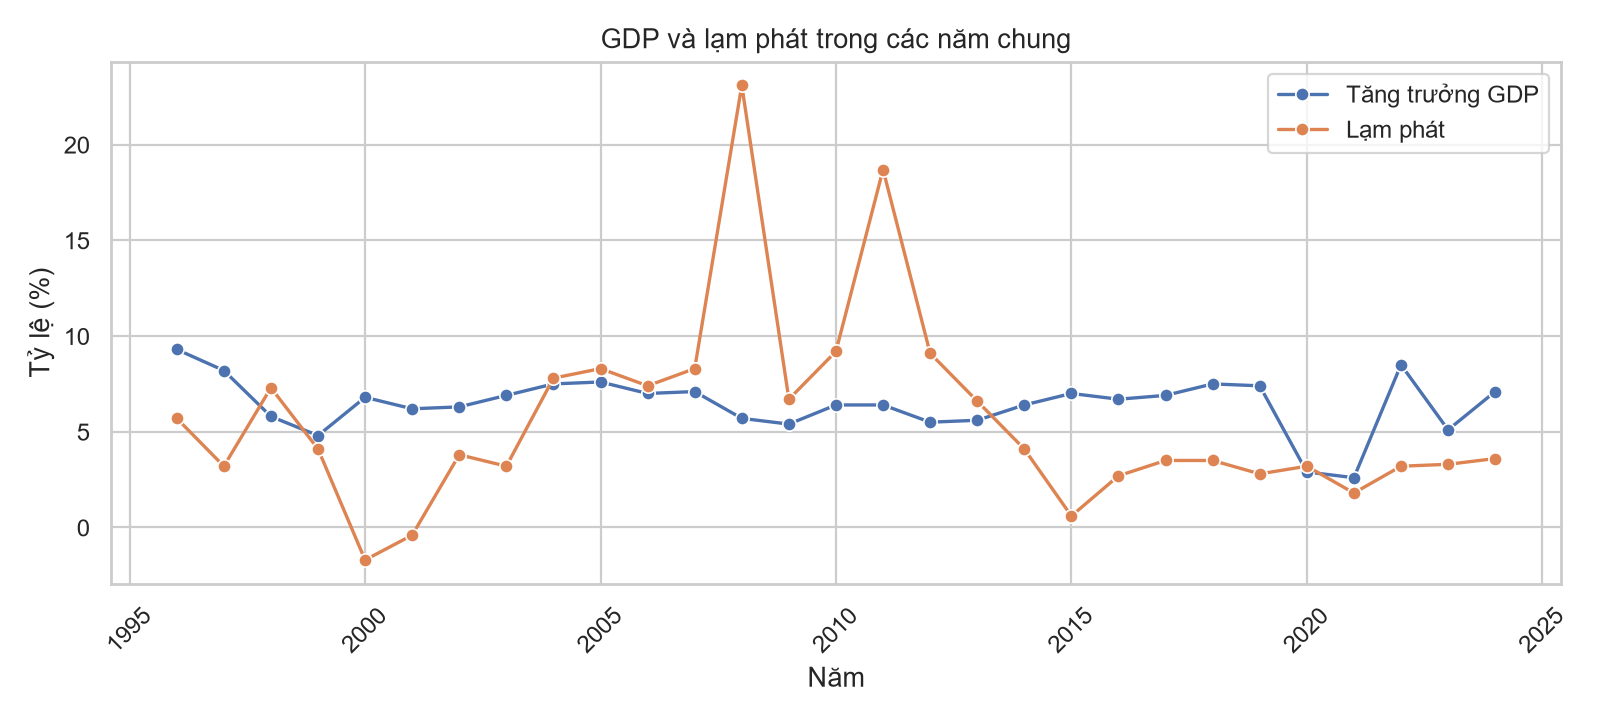 GDP và lạm phát trong các năm chung
Tăng trưởng GDP
Lạm phát
Tỷ lệ (%)
20
15
10
5
0
1995
2000
2005
2010
2015
2020
2025
Năm